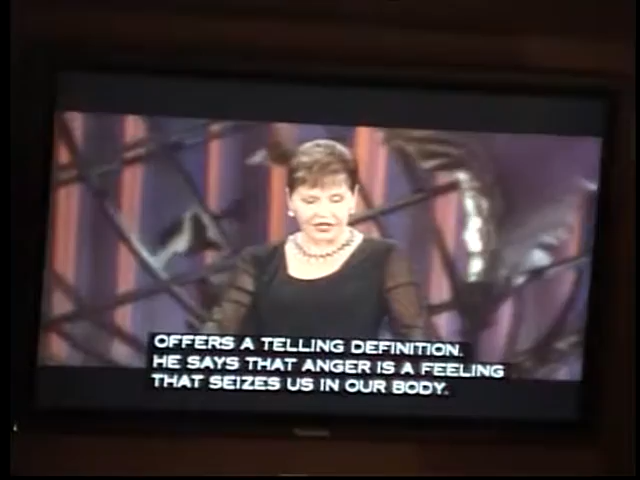 OFFERS A TELLING DEFINITION.
HE SAYS THAT ANGER IS A FEELING
THAT SEIZES US IN OUR BODY.